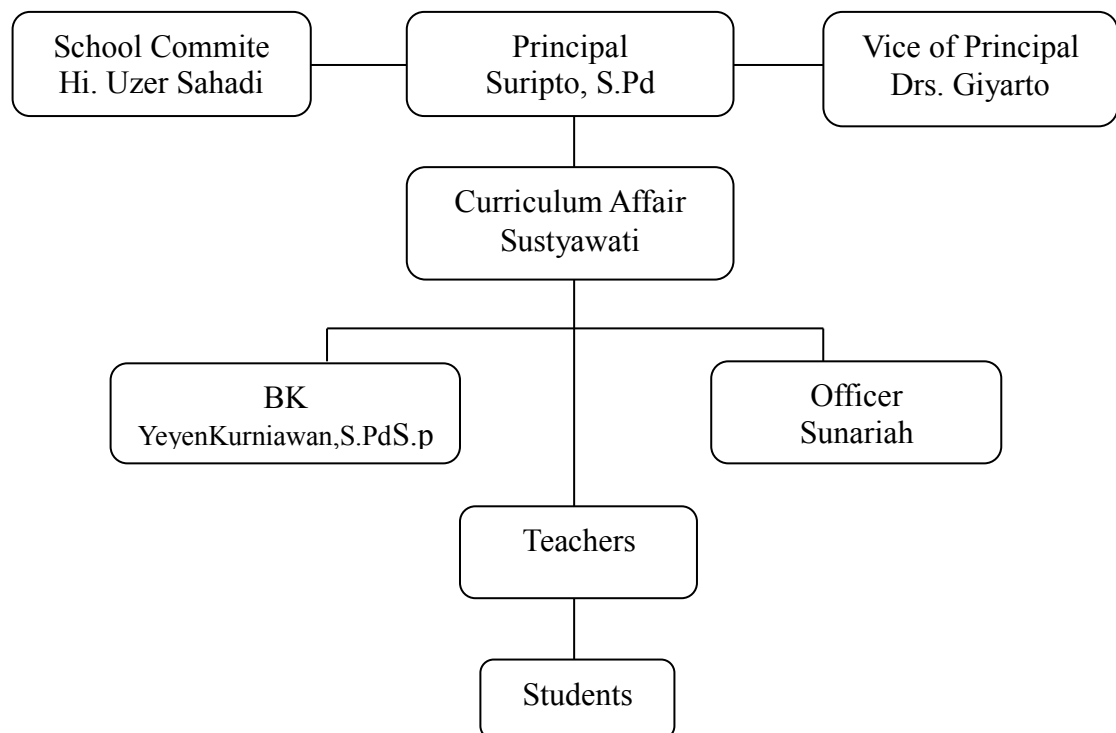 School Commite
Hi. Uzer Sahadi
Principal
Suripto, S.Pd
Vice of Principal
Drs. Giyarto
Curriculum Affair
Sustyawati
BK
YeyenKurniawan,S.PdS.p
Officer
Sunariah
Teachers
Students